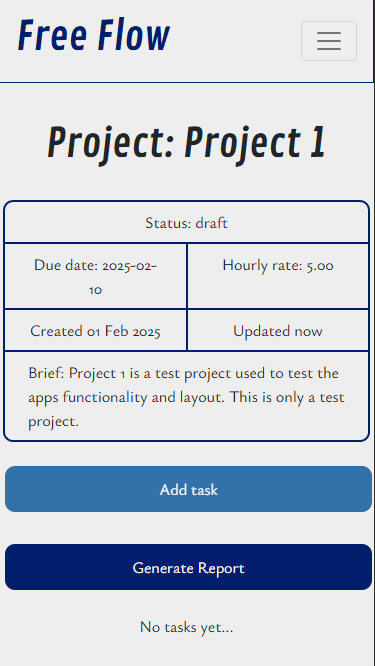 Free Flow
Project: Project 1
Status: draft
Due date: 2025-02-
10
Hourly rate: 5.00
Created 01 Feb 2025
Updated now
Brief: Project 1 is a test project used to test the
apps functionality and layout. This is only a test
project.
Add task
Generate Report
No tasks yet...